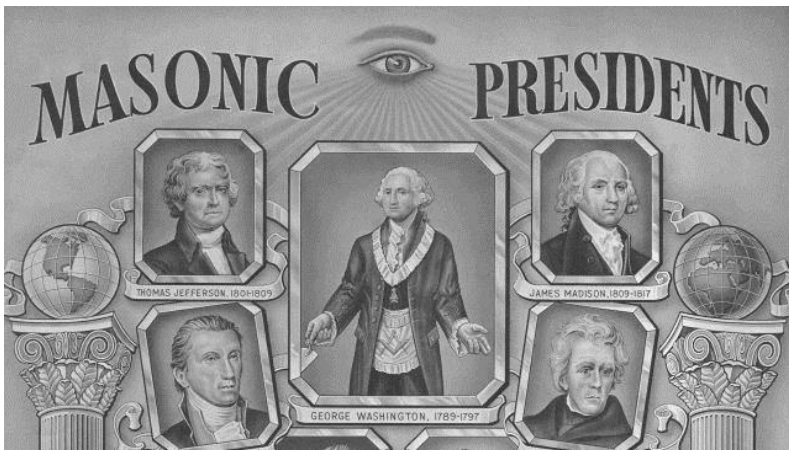 MASONIC PRESIDENTS
THOMAS JEFFERSON, 1801-1809
JAMES MADISON, 1809-1817
GEORGE WASHINGTON, 1789-1797